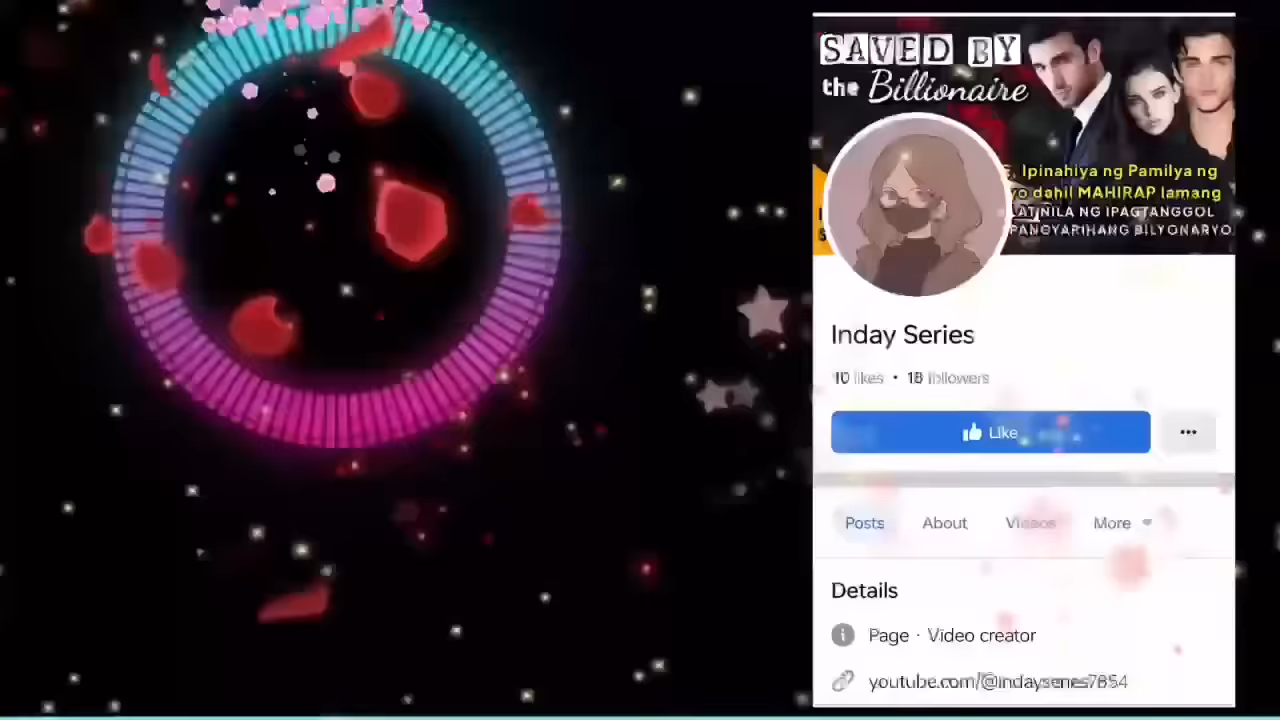 SAVED BY
the Billionaire
Ipinahiya ng Pamilya ng
yo dahil MAHIRAP lamang
NILA NG IPAGTANGGOL
BILYONARYO
Inday Series
10 likes • 18 followers
Like
Posts About Videos More
Details
Page · Video creator
youtube.com/@indayseries7854